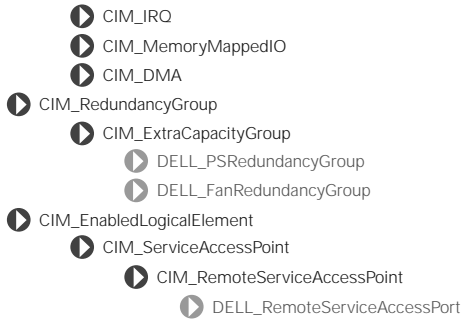 CIM_IRQ
CIM_MemoryMappedIO
CIM_DMA
CIM_RedundancyGroup
CIM_ExtraCapacityGroup
DELL_PSRedundancyGroup
DELL_FanRedundancyGroup
CIM_EnabledLogicalElement
CIM_ServiceAccessPoint
CIM_RemoteServiceAccessPoint
DELL_RemoteServiceAccessPort